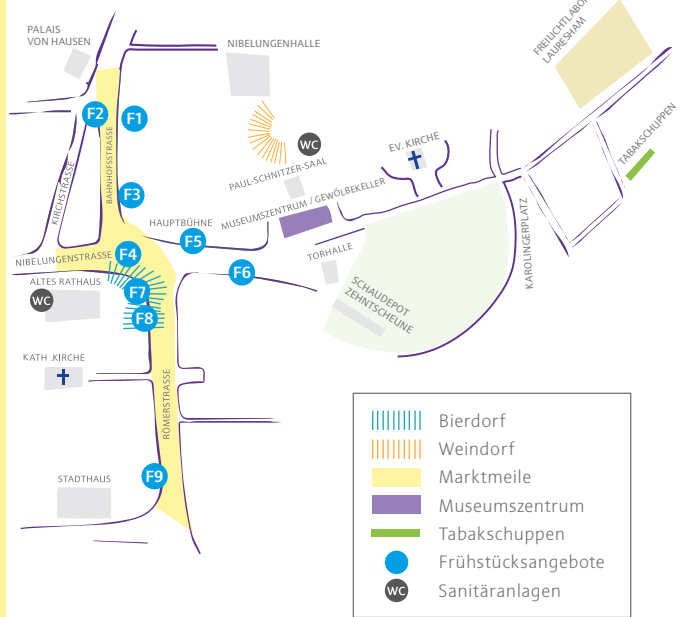 PALAIS
VON HAUSEN
NIBELUNGENHALLE
FREILICHTLABOR
LAURESHAM
F2
F1
BAHNHOFSTRASSE
KIRCHSTRASSE
WC
EV. KIRCHE
TABAKSCHUPPEN
PAUL-SCHNITZER-SAAL
F3
MUSEUMSZENTRUM / GEWÖLBEKELLER
HAUPTBÜHNE
F5
F4
NIBELUNGENSTRASSE
TORHALLE
KAROLINGERPLATZ
F6
ALTES RATHAUS
WC
F7
F8
SCHAUDEPOT
ZEHNTSCHEUNE
KATH .KIRCHE
RÖMERSTRASSE
F9
STADTHAUS
Bierdorf
Weindorf
Marktmeile
Museumszentrum
Tabakschuppen
Frühstücksangebote
WC Sanitäranlagen